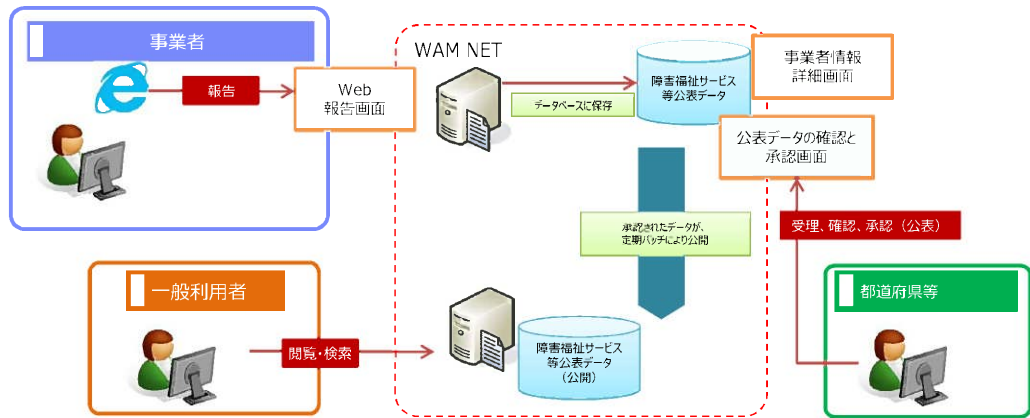 事業者
報告
Web
報告画面
WAM NET
データベースに保存
障害福祉サービス
等公表データ
事業者情報
詳細画面
公表データの確認と
承認画面
承認されたデータが、
定期バッチにより公開
受理、確認、承認（公表）
一般利用者
閲覧・検索
障害福祉サービス
等公表データ
（公開）
都道府県等